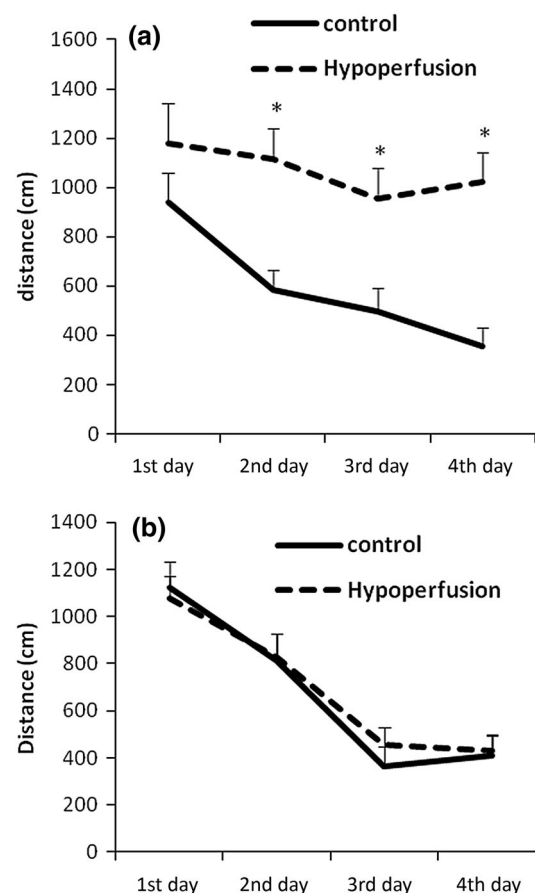 (a)
control
Hypoperfusion
distance (cm)
1600
1400
1200
1000
800
600
400
200
0
*
*
*
1st day 2nd day 3rd day 4th day
(b)
control
Hypoperfusion
Distance (cm)
1400
1200
1000
800
600
400
200
0
1st day 2nd day 3rd day 4th day